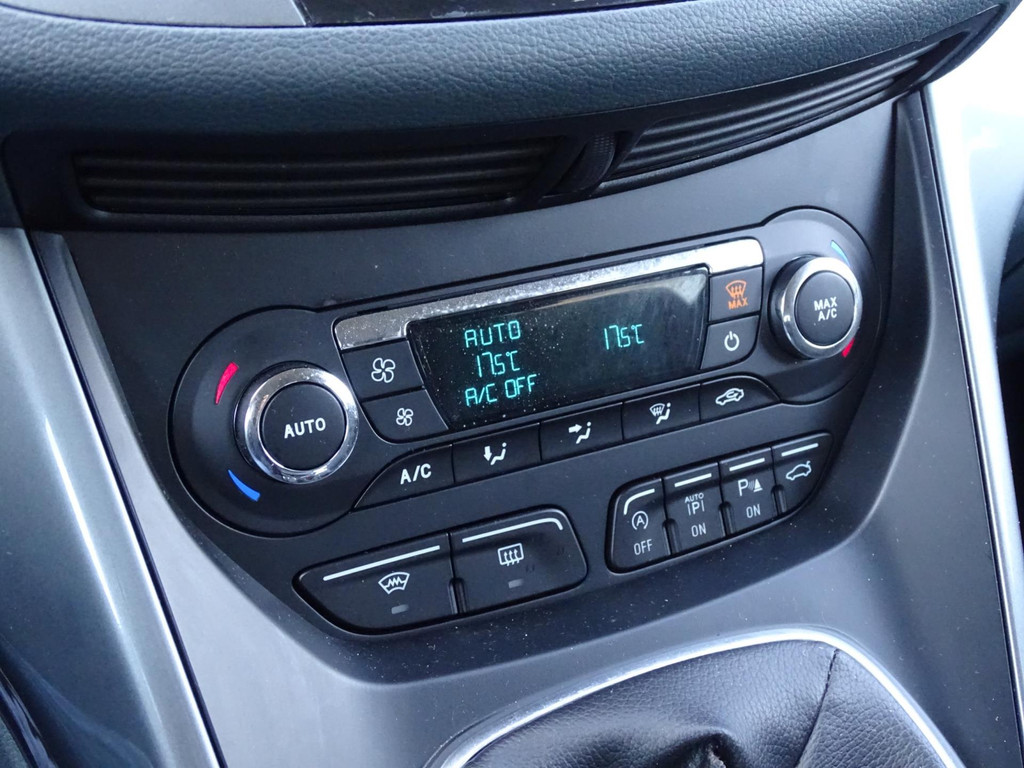 AUTO
17.5°C
17.5°C
A/C OFF
MAX
MAX
A/C
AUTO
A/C
A
OFF
AUTO
P
ON
P
ON